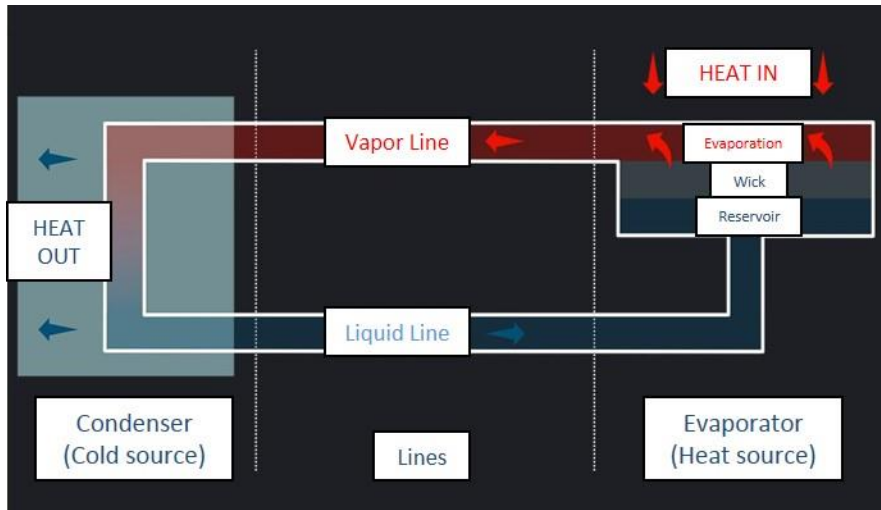 HEAT IN
Vapor Line
Evaporation
Wick
Reservoir
HEAT
OUT
Liquid Line
Condenser
(Cold source)
Lines
Evaporator
(Heat source)